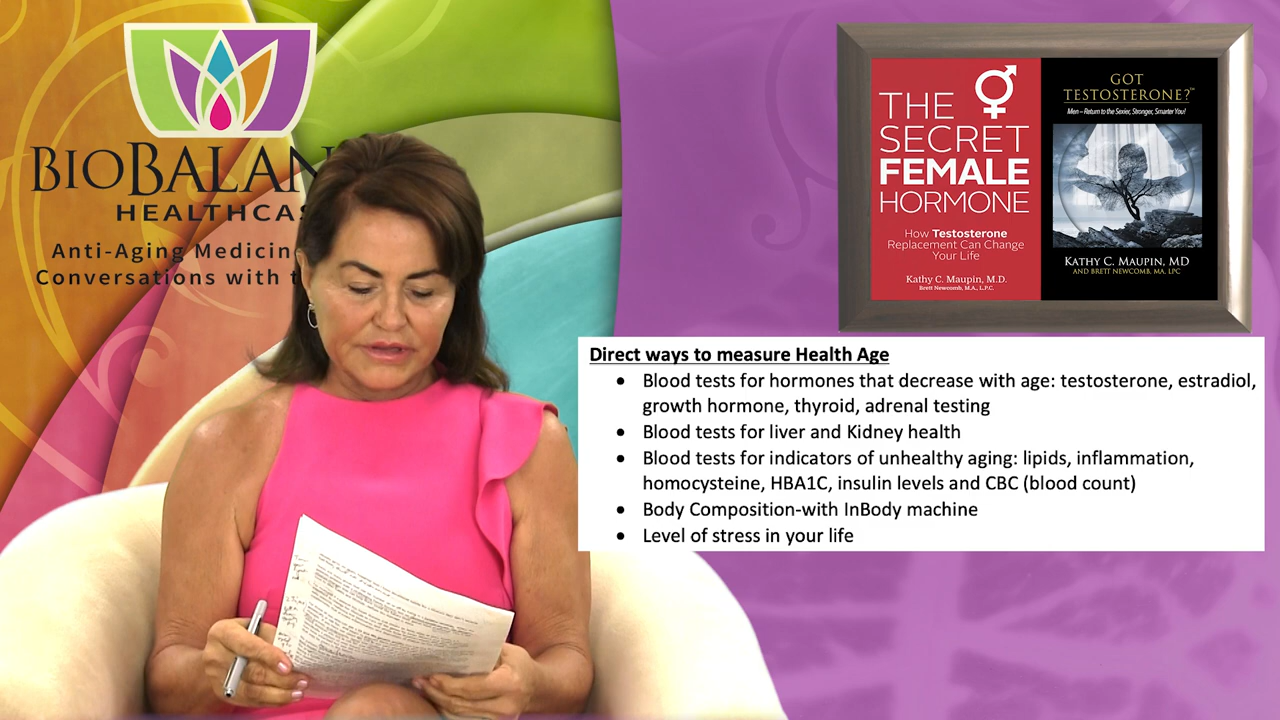 BIOBALAN
HEALTHCAS
Anti-Aging Medicin
Conversations with t
THE
SECRET
FEMALE
HORMONE
How Testosterone
Replacement Can Change
Your Life
Kathy C. Maupin, M.D.
Brett Newcomb, M.A., L.P.C.
GOT
TESTOSTERONE?™
Men – Return to the Sexier, Stronger, Smarter You!
KATHY C. MAUPIN, MD
AND BRETT NEWCOMB, MA, LPC
Direct ways to measure Health Age
• Blood tests for hormones that decrease with age: testosterone, estradiol,
growth hormone, thyroid, adrenal testing
• Blood tests for liver and Kidney health
• Blood tests for indicators of unhealthy aging: lipids, inflammation,
homocysteine, HBA1C, insulin levels and CBC (blood count)
• Body Composition-with InBody machine
• Level of stress in your life